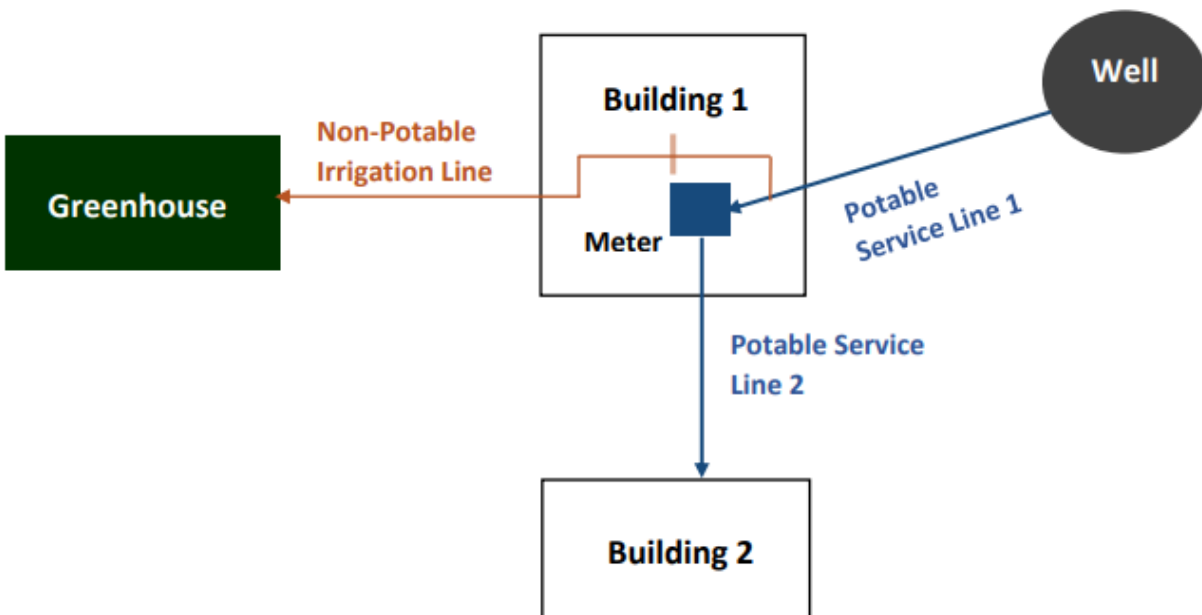 Well
Building 1
Non-Potable
Irrigation Line
Greenhouse
Potable
Service Line 1
Meter
Potable Service
Line 2
Building 2